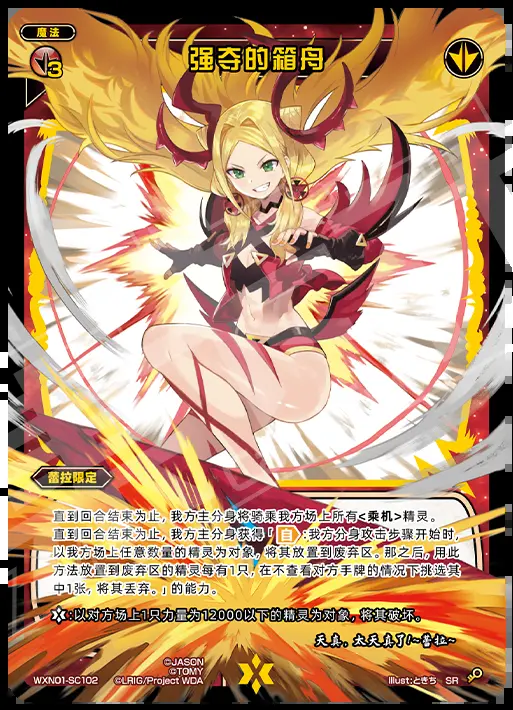 魔法
3
强夺的箱舟
蕾拉限定
直到回合结束为止，我方主分身将骑乘我方场上所有<乘机>精灵。
直到回合结束为止，我方主分身获得「自:我方分身攻击步骤开始时，
以我方场上任意数量的精灵为对象，将其放置到废弃区。那之后，用此
方法放置到废弃区的精灵每有1只，在不查看对方手牌的情况下挑选其
中1张，将其丢弃。」的能力。
:以对方场上1只力量为12000以下的精灵为对象，将其破坏。
天真，太天真了!~蕾拉~
©JASON
©TOMY
WXN01-SC102 ©LRIG/Project WDA
Illust:ときち SR